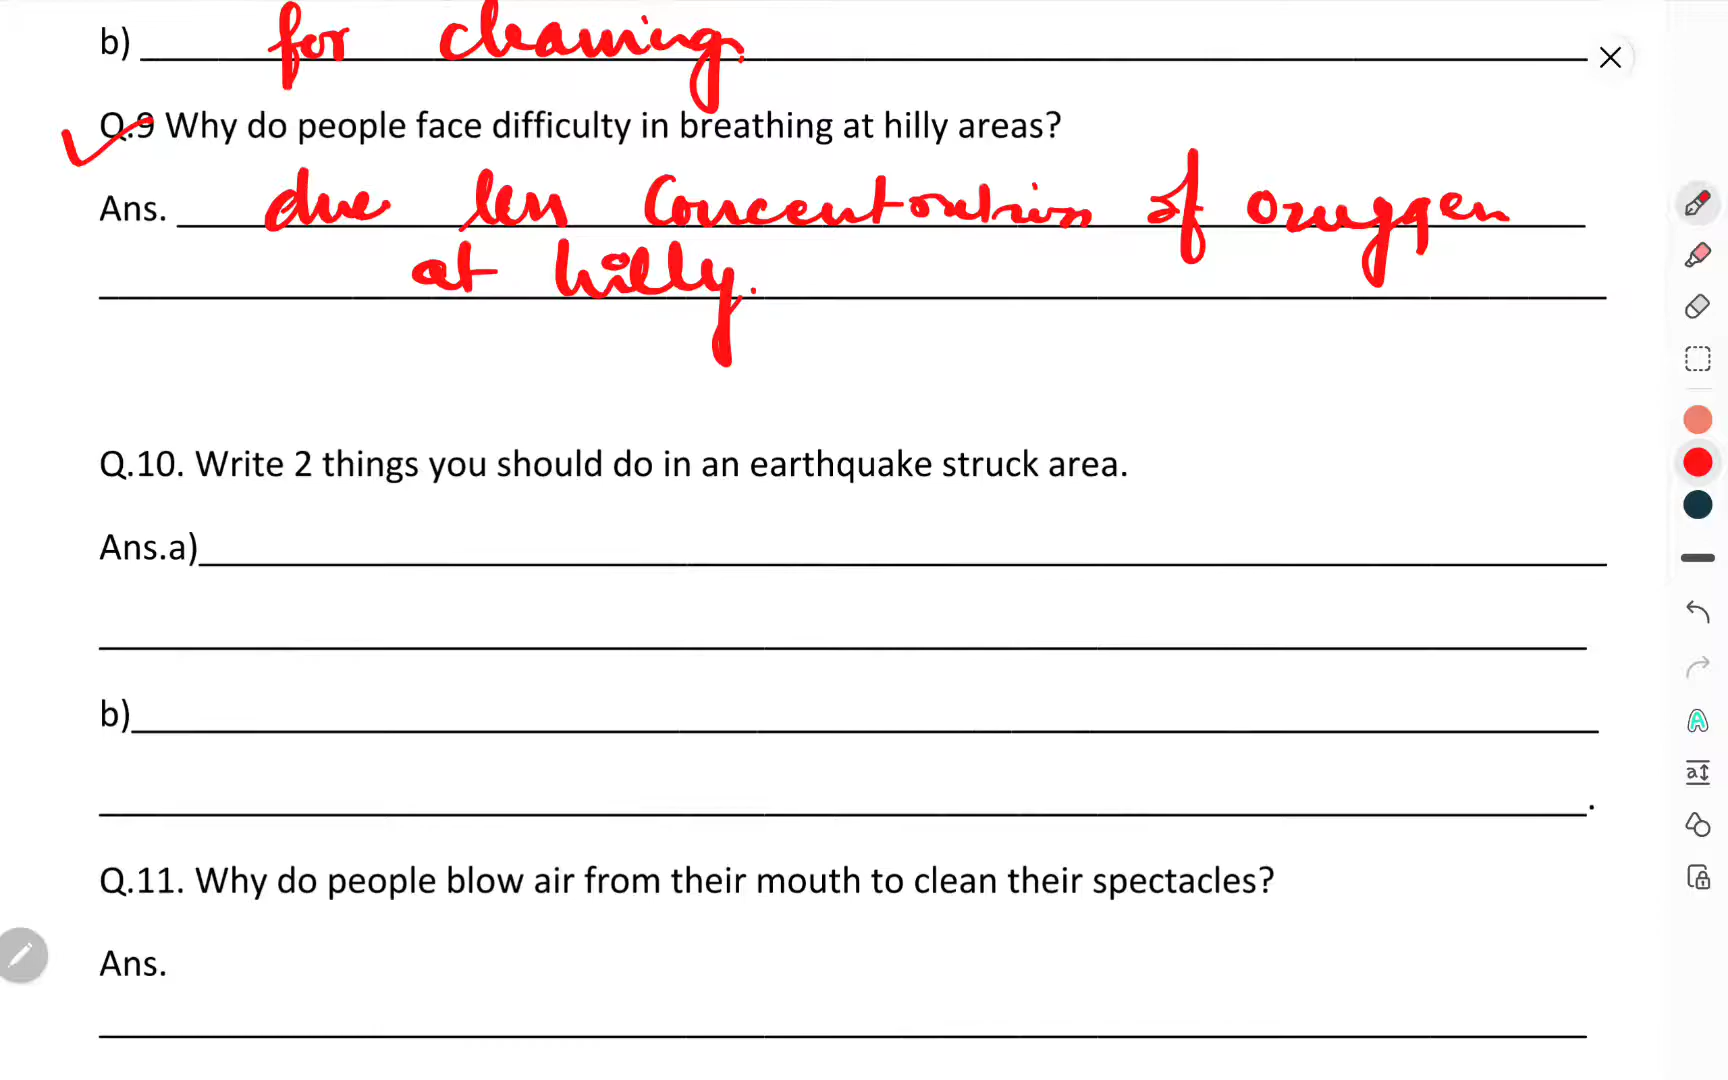 b) for cleaning.
Q.9 Why do people face difficulty in breathing at hilly areas?
Ans. due less concentration of oxygen
at hilly.
Q.10. Write 2 things you should do in an earthquake struck area.
Ans.a)
b)
.
Q.11. Why do people blow air from their mouth to clean their spectacles?
Ans.